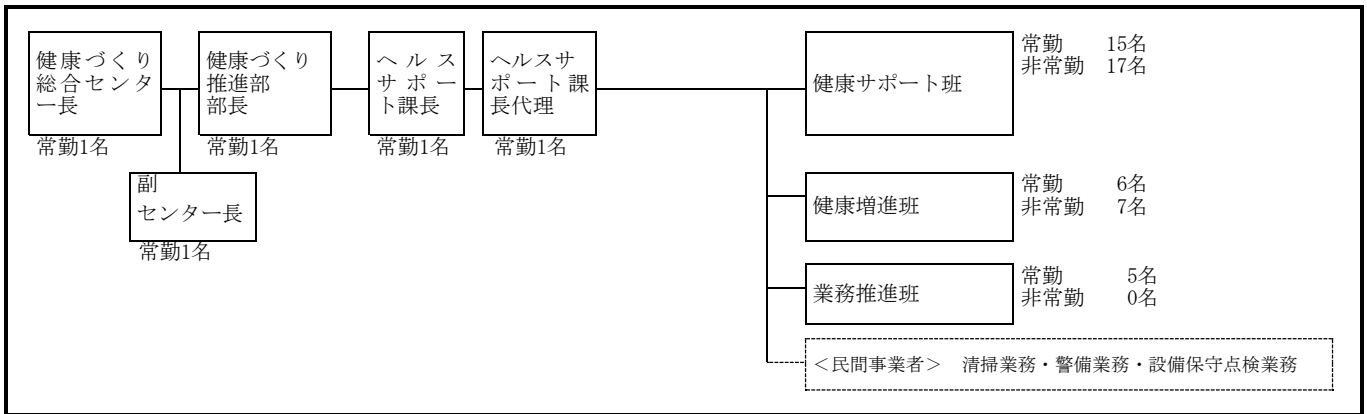 健康づくり
総合センタ
ー長
常勤1名
副
センター長
常勤1名
健康づくり
推進部
部長
常勤1名
ヘルス
サポー
ト課長
常勤1名
ヘルスサ
ポート課
長代理
常勤1名
健康サポート班
常勤 15名
非常勤 17名
健康増進班
常勤 6名
非常勤 7名
業務推進班
常勤 5名
非常勤 0名
<民間事業者> 清掃業務・警備業務・設備保守点検業務